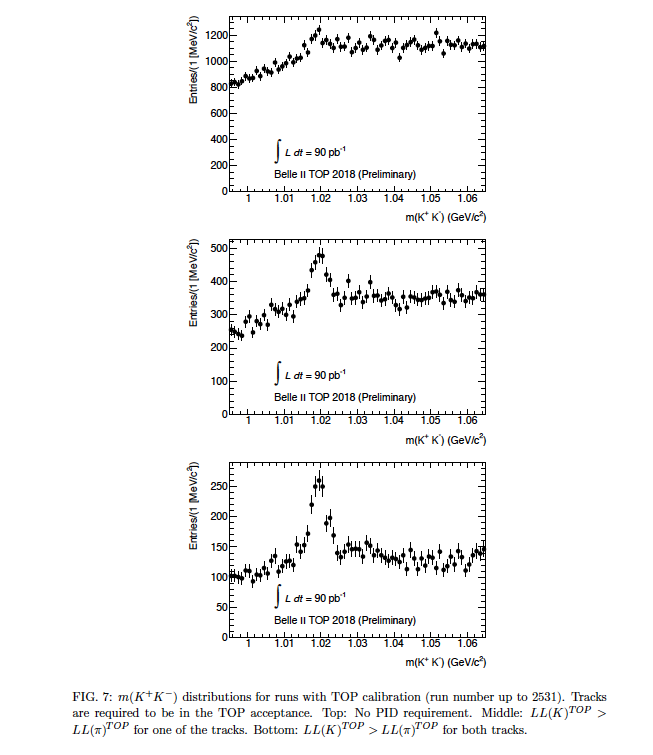 Entries/(1 [MeV/c²])
1200
1000
800
600
400
200
0
∫ L dt = 90 pb⁻¹
Belle II TOP 2018 (Preliminary)
1 1.01 1.02 1.03 1.04 1.05 1.06
m(K⁺ K⁻) (GeV/c²)
Entries/(1 [MeV/c²])
500
400
300
200
100
0
∫ L dt = 90 pb⁻¹
Belle II TOP 2018 (Preliminary)
1 1.01 1.02 1.03 1.04 1.05 1.06
m(K⁺ K⁻) (GeV/c²)
Entries/(1 [MeV/c²])
250
200
150
100
50
0
∫ L dt = 90 pb⁻¹
Belle II TOP 2018 (Preliminary)
1 1.01 1.02 1.03 1.04 1.05 1.06
m(K⁺ K⁻) (GeV/c²)
FIG. 7: m(K⁺K⁻) distributions for runs with TOP calibration (run number up to 2531). Tracks
are required to be in the TOP acceptance. Top: No PID requirement. Middle: LL(K)ᵀᴼᴾ >
LL(π)ᵀᴼᴾ for one of the tracks. Bottom: LL(K)ᵀᴼᴾ > LL(π)ᵀᴼᴾ for both tracks.